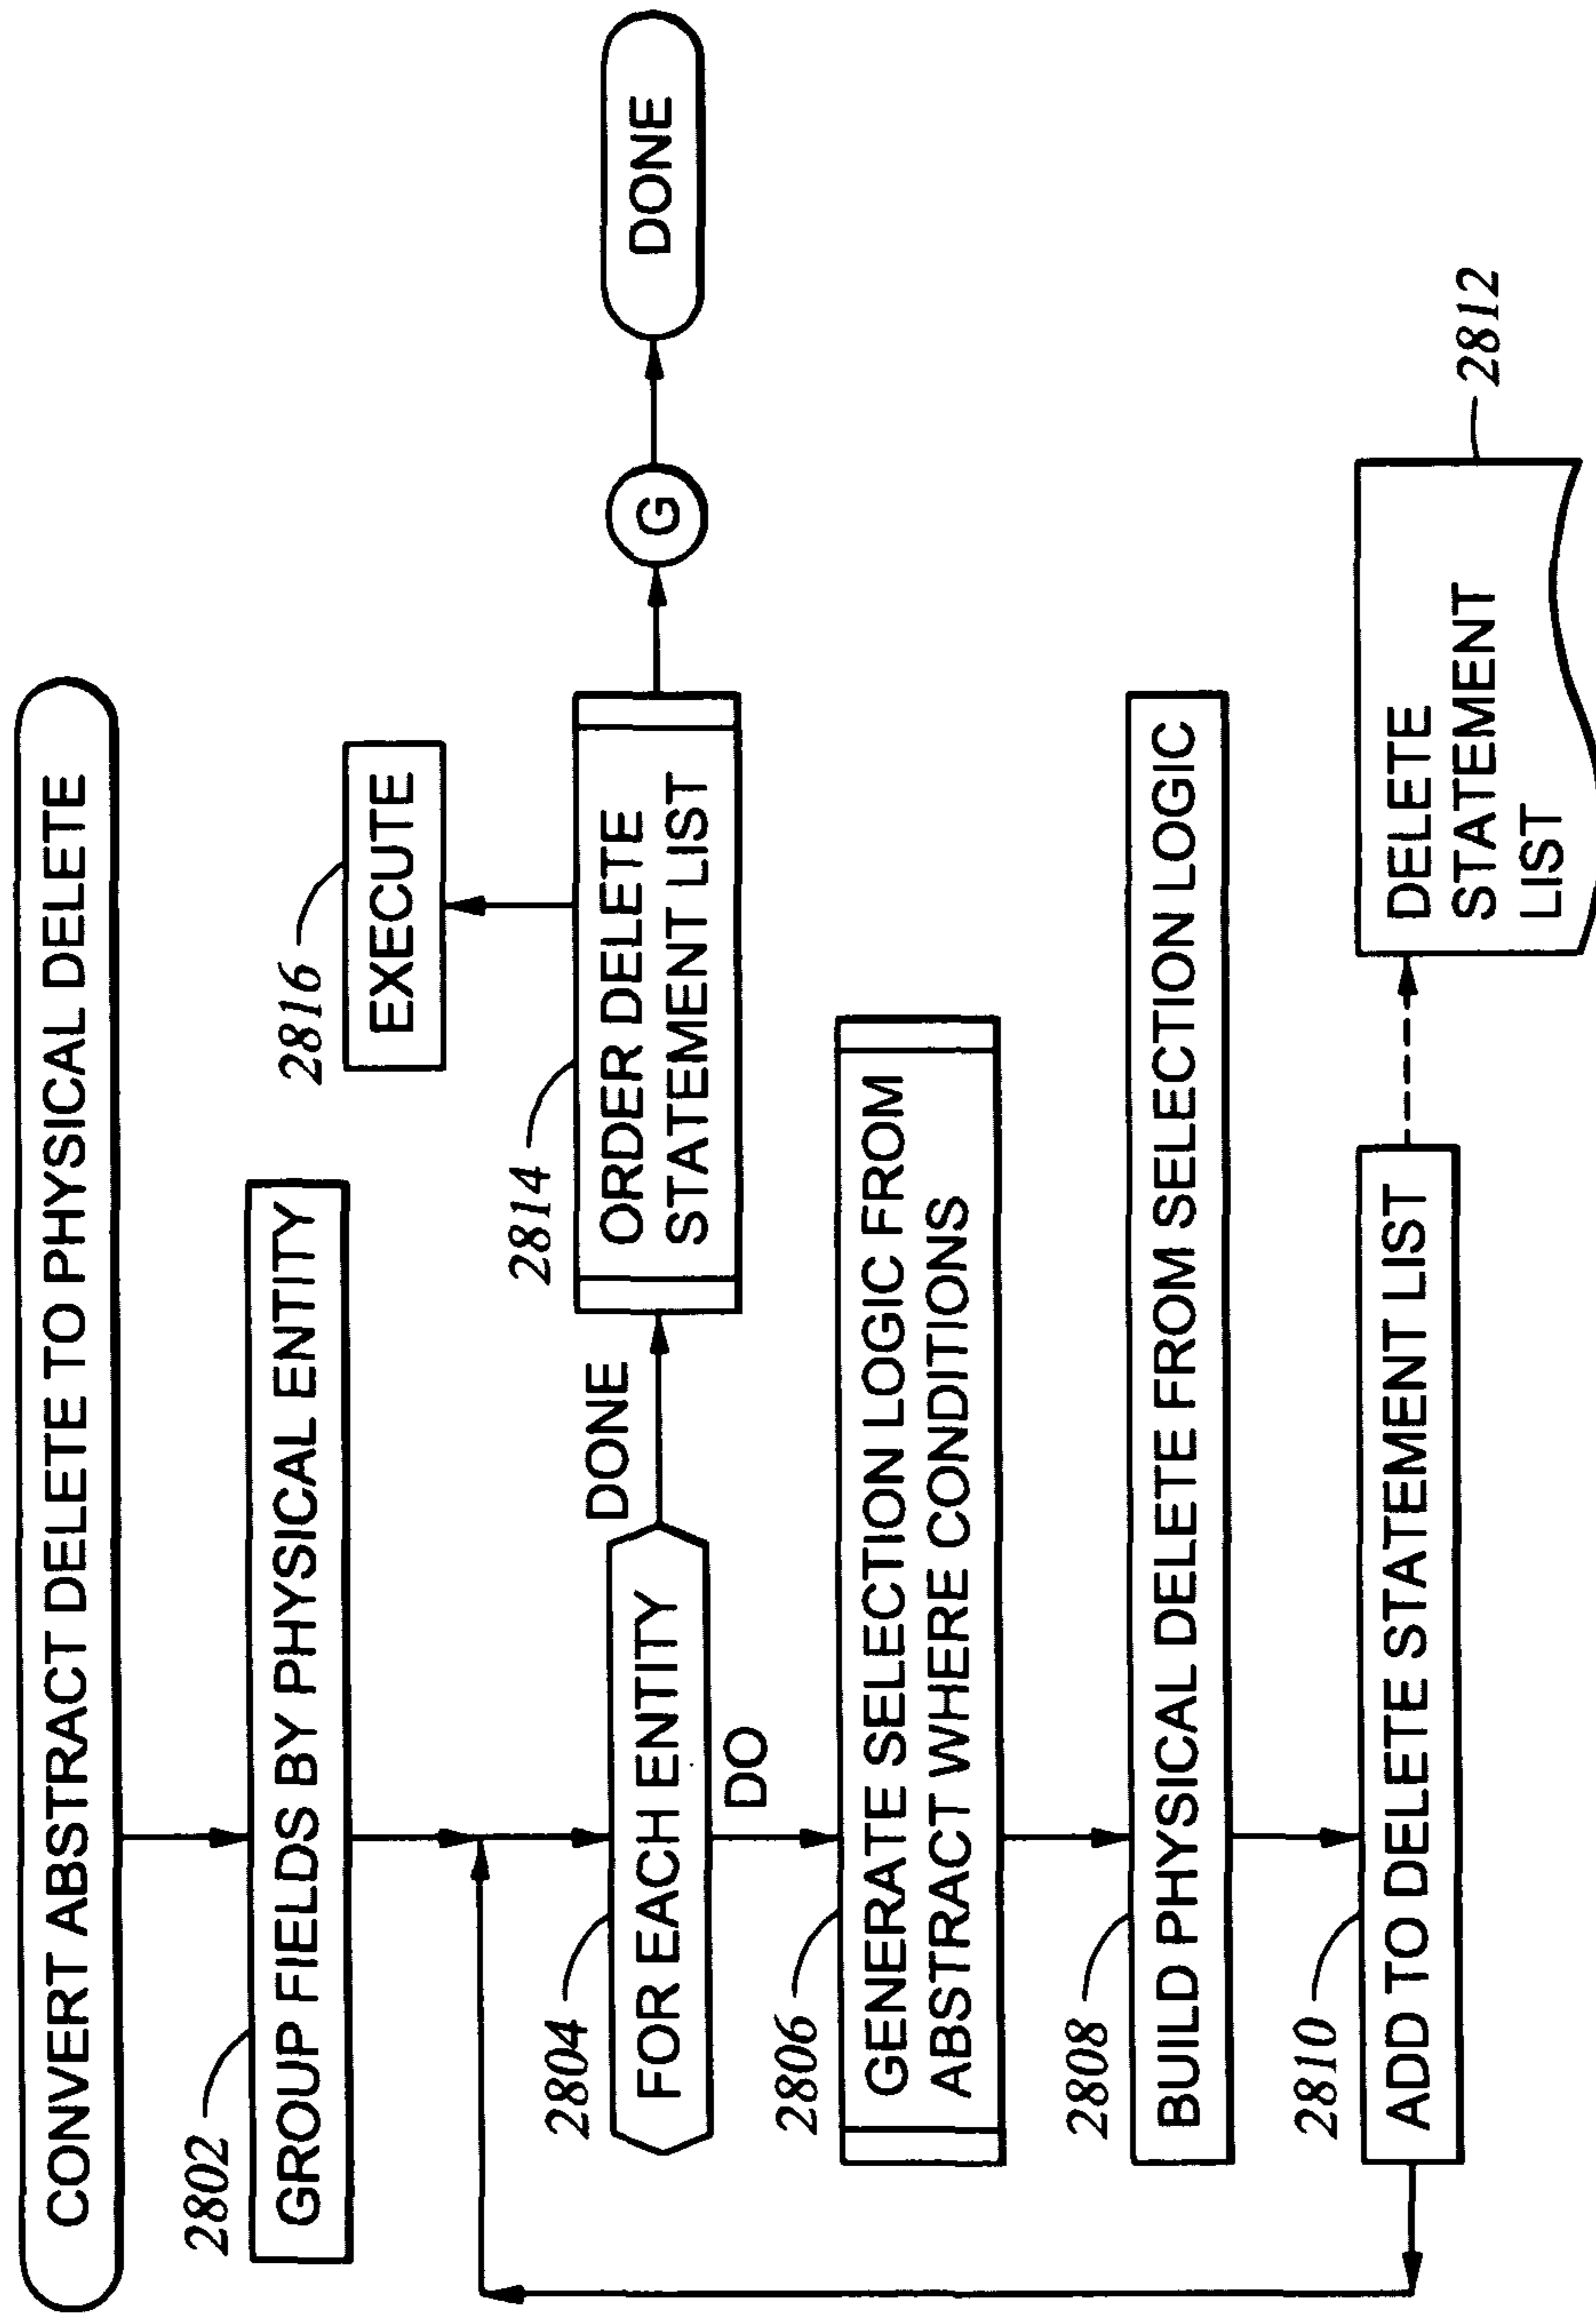 CONVERT ABSTRACT DELETE TO PHYSICAL DELETE
2802
GROUP FIELDS BY PHYSICAL ENTITY
2804
FOR EACH ENTITY
DONE
DO
2814
ORDER DELETE
STATEMENT LIST
2816
EXECUTE
G
DONE
2806
GENERATE SELECTION LOGIC FROM
ABSTRACT WHERE CONDITIONS
2808
BUILD PHYSICAL DELETE FROM SELECTION LOGIC
2810
ADD TO DELETE STATEMENT LIST
DELETE
STATEMENT
LIST
2812